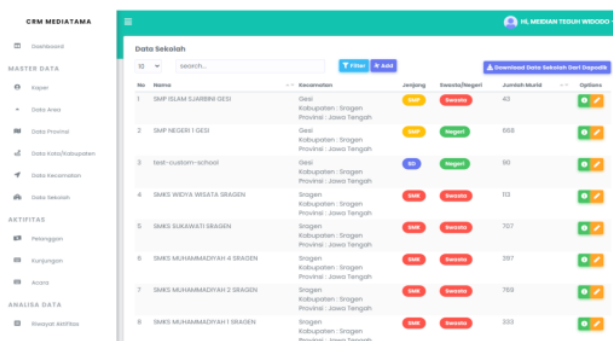 CRM MEDIATAMA
HI, MEIDIAN TEGUH WIDODO
Dashboard
MASTER DATA
Kaper
Data Area
Data Provinsi
Data Kota/Kabupaten
Data Kecamatan
Data Sekolah
AKTIFITAS
Pelanggan
Kunjungan
Acara
ANALISA DATA
Riwayat Aktifitas
Data Sekolah
10 search... Filter Add Download Data Sekolah Dari Dapodik
No Nama Kecamatan Jenjang Swasta/Negeri Jumlah Murid Options
1 SMP ISLAM SJARBINI GESI Gesi SMP Swasta 43
Kabupaten : Sragen
Provinsi : Jawa Tengah
2 SMP NEGERI 1 GESI Gesi SMP Negeri 668
Kabupaten : Sragen
Provinsi : Jawa Tengah
3 test-custom-school Gesi SD Negeri 90
Kabupaten : Sragen
Provinsi : Jawa Tengah
4 SMKS WIDYA WISATA SRAGEN Sragen SMK Swasta 113
Kabupaten : Sragen
Provinsi : Jawa Tengah
5 SMKS SUKAWATI SRAGEN Sragen SMK Swasta 707
Kabupaten : Sragen
Provinsi : Jawa Tengah
6 SMKS MUHAMMADIYAH 4 SRAGEN Sragen SMK Swasta 397
Kabupaten : Sragen
Provinsi : Jawa Tengah
7 SMKS MUHAMMADIYAH 2 SRAGEN Sragen SMK Swasta 768
Kabupaten : Sragen
Provinsi : Jawa Tengah
8 SMKS MUHAMMADIYAH 1 SRAGEN Sragen SMK Swasta 333
Kabupaten : Sragen
Provinsi : Jawa Tengah